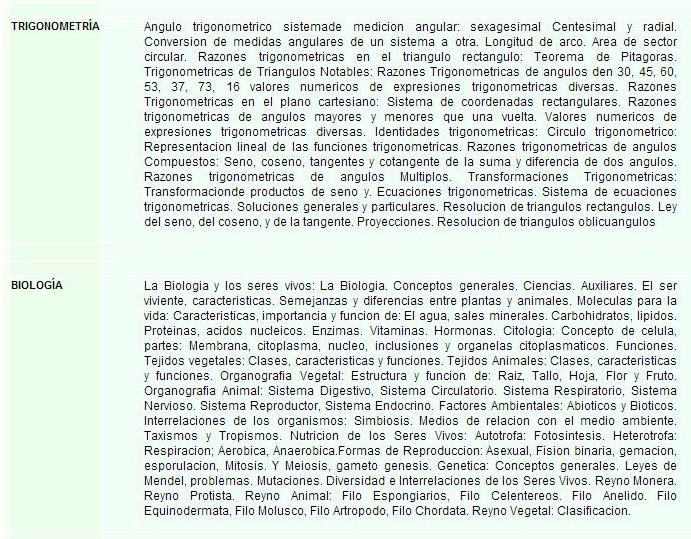 TRIGONOMETRÍA
Angulo trigonometrico sistemade medicion angular: sexagesimal Centesimal y radial.
Conversion de medidas angulares de un sistema a otra. Longitud de arco. Area de sector
circular. Razones trigonometricas en el triangulo rectangulo: Teorema de Pitagoras.
Trigonometricas de Triangulos Notables: Razones Trigonometricas de angulos den 30, 45, 60,
53, 37, 73, 16 valores numericos de expresiones trigonometricas diversas. Razones
Trigonometricas en el plano cartesiano: Sistema de coordenadas rectangulares. Razones
trigonometricas de angulos mayores y menores que una vuelta. Valores numericos de
expresiones trigonometricas diversas. Identidades trigonometricas: Circulo trigonometrico:
Representacion lineal de las funciones trigonometricas. Razones trigonometricas de angulos
Compuestos: Seno, coseno, tangentes y cotangente de la suma y diferencia de dos angulos.
Razones trigonometricas de angulos Multiplos. Transformaciones Trigonometricas:
Transformacionde productos de seno y. Ecuaciones trigonometricas. Sistema de ecuaciones
trigonometricas. Soluciones generales y particulares. Resolucion de triangulos rectangulos. Ley
del seno, del coseno, y de la tangente. Proyecciones. Resolucion de triangulos oblicuangulos
BIOLOGÍA
La Biologia y los seres vivos: La Biologia. Conceptos generales. Ciencias. Auxiliares. El ser
viviente, caracteristicas. Semejanzas y diferencias entre plantas y animales. Moleculas para la
vida: Caracteristicas, importancia y funcion de: El agua, sales minerales. Carbohidratos, lipidos.
Proteinas, acidos nucleicos. Enzimas. Vitaminas. Hormonas. Citologia: Concepto de celula,
partes: Membrana, citoplasma, nucleo, inclusiones y organelas citoplasmaticos. Funciones.
Tejidos vegetales: Clases, caracteristicas y funciones. Tejidos Animales: Clases, caracteristicas
y funciones. Organografia Vegetal: Estructura y funcion de: Raiz, Tallo, Hoja, Flor y Fruto.
Organografia Animal: Sistema Digestivo, Sistema Circulatorio. Sistema Respiratorio, Sistema
Nervioso. Sistema Reproductor, Sistema Endocrino. Factores Ambientales: Abioticos y Bioticos.
Interrelaciones de los organismos: Simbiosis. Medios de relacion con el medio ambiente.
Taxismos y Tropismos. Nutricion de los Seres Vivos: Autotrofa: Fotosintesis. Heterotrofa:
Respiracion; Aerobica, Anaerobica.Formas de Reproduccion: Asexual, Fision binaria, gemacion,
esporulacion, Mitosis. Y Meiosis, gameto genesis. Genetica: Conceptos generales. Leyes de
Mendel, problemas. Mutaciones. Diversidad e Interrelaciones de los Seres Vivos. Reyno Monera.
Reyno Protista. Reyno Animal: Filo Espongiarios, Filo Celentereos. Filo Anelido. Filo
Equinodermata, Filo Molusco, Filo Artropodo, Filo Chordata. Reyno Vegetal: Clasificacion.